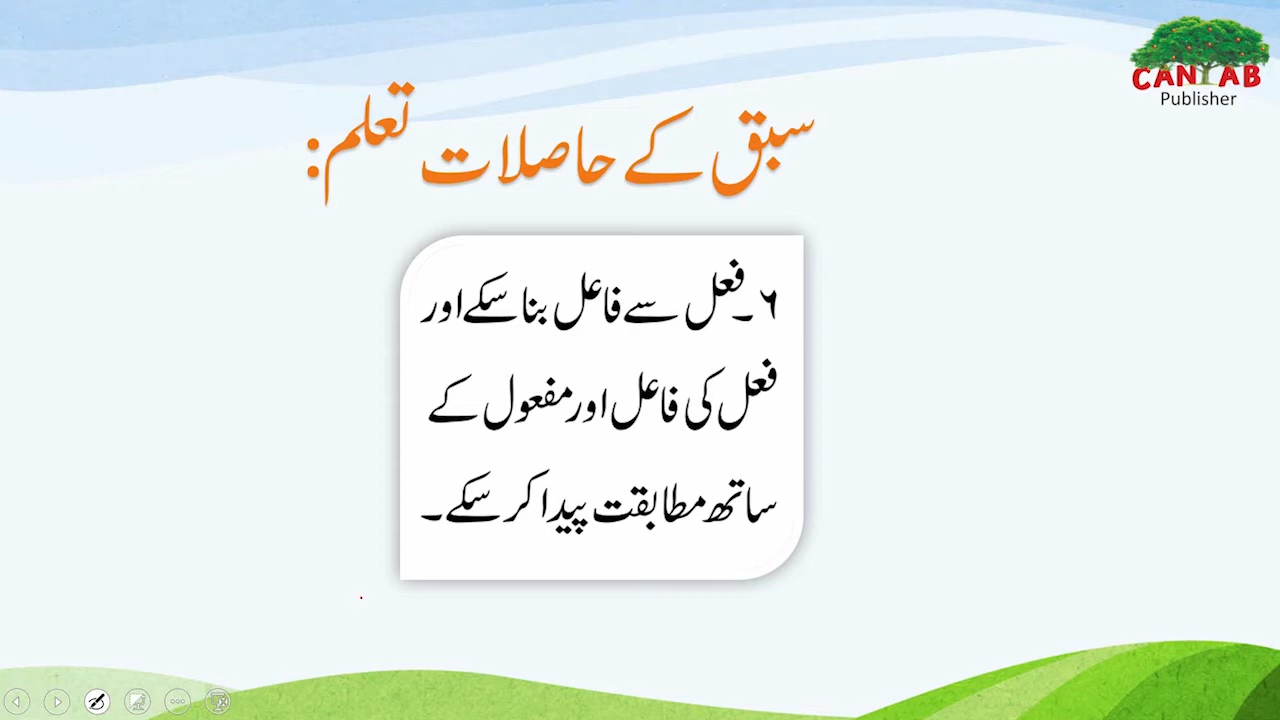 CANTAB
Publisher
سبق کے حاصلات تعلم:
۶۔ فعل سے فاعل بنا سکے اور
فعل کی فاعل اور مفعول کے
ساتھ مطابقت پیدا کر سکے۔